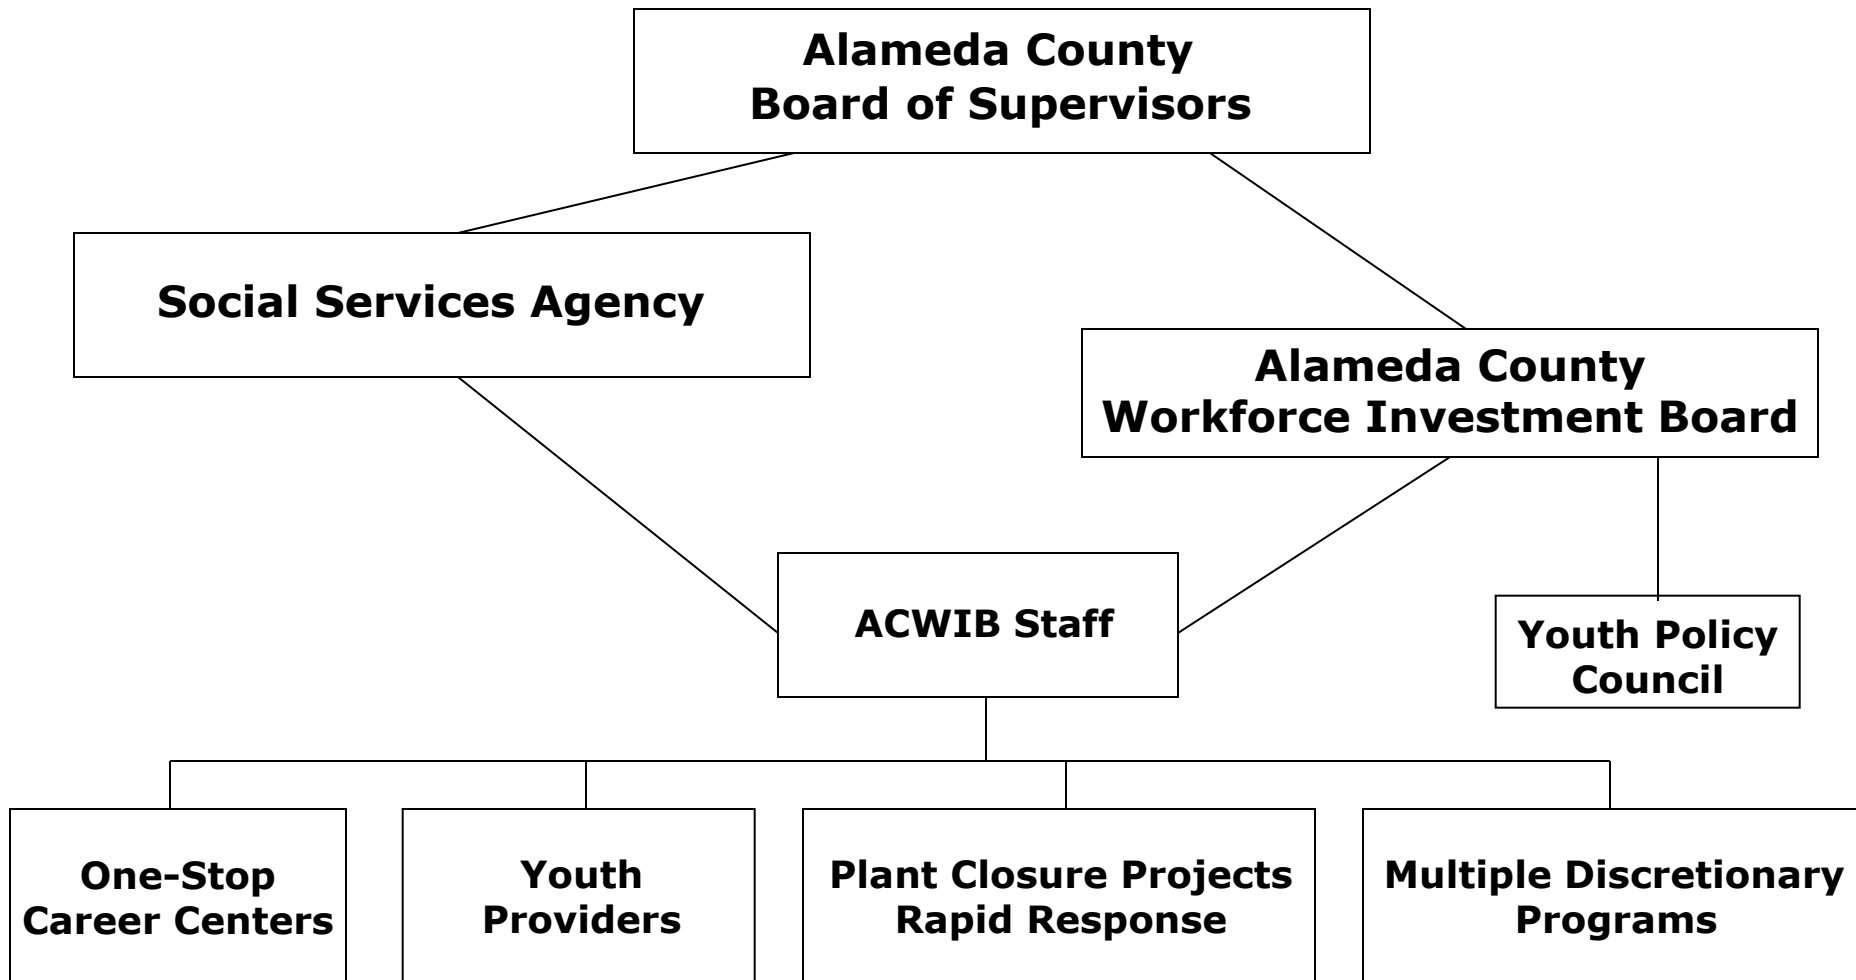 Alameda County
Board of Supervisors
Social Services Agency
Alameda County
Workforce Investment Board
ACWIB Staff
Youth Policy
Council
One-Stop
Career Centers
Youth
Providers
Plant Closure Projects
Rapid Response
Multiple Discretionary
Programs